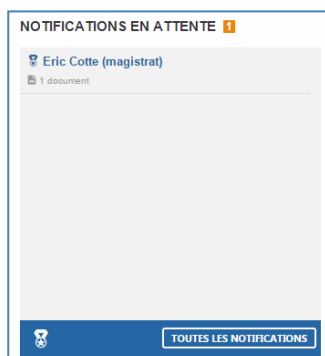 NOTIFICATIONS EN ATTENTE 1
Eric Cotte (magistrat)
1 document
TOUTES LES NOTIFICATIONS